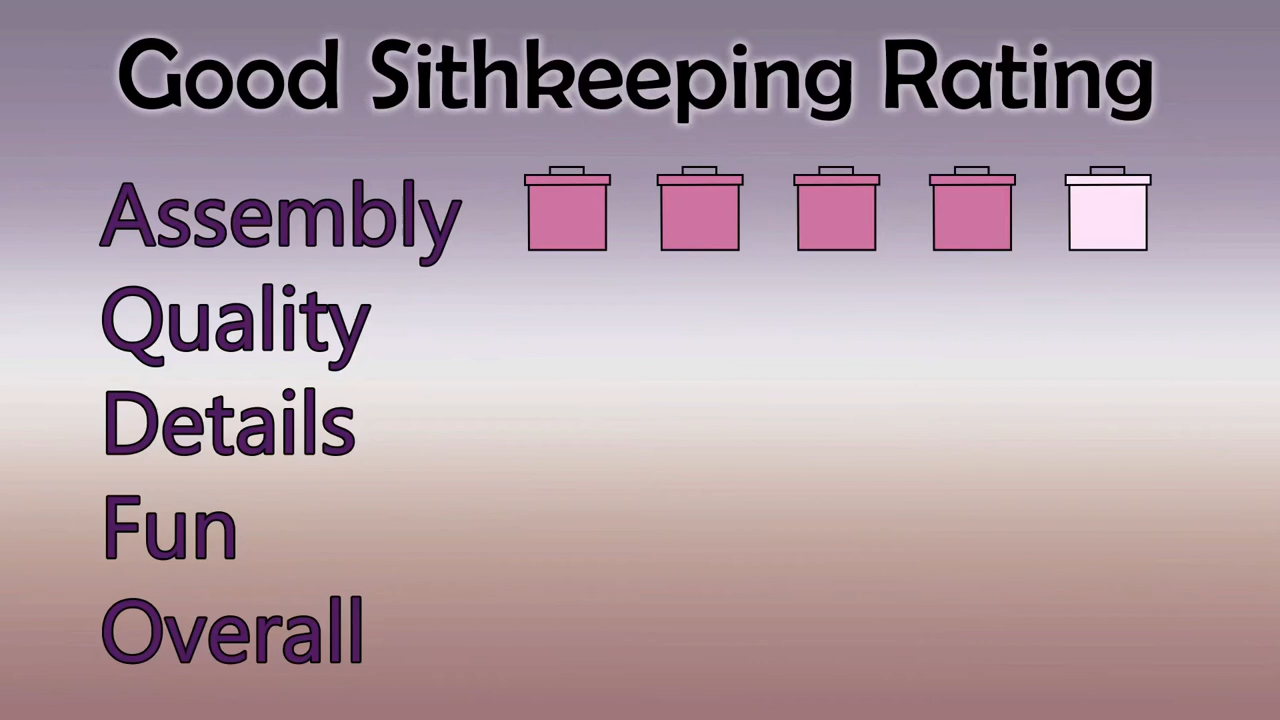 Good Sithkeeping Rating
Assembly
Quality
Details
Fun
Overall